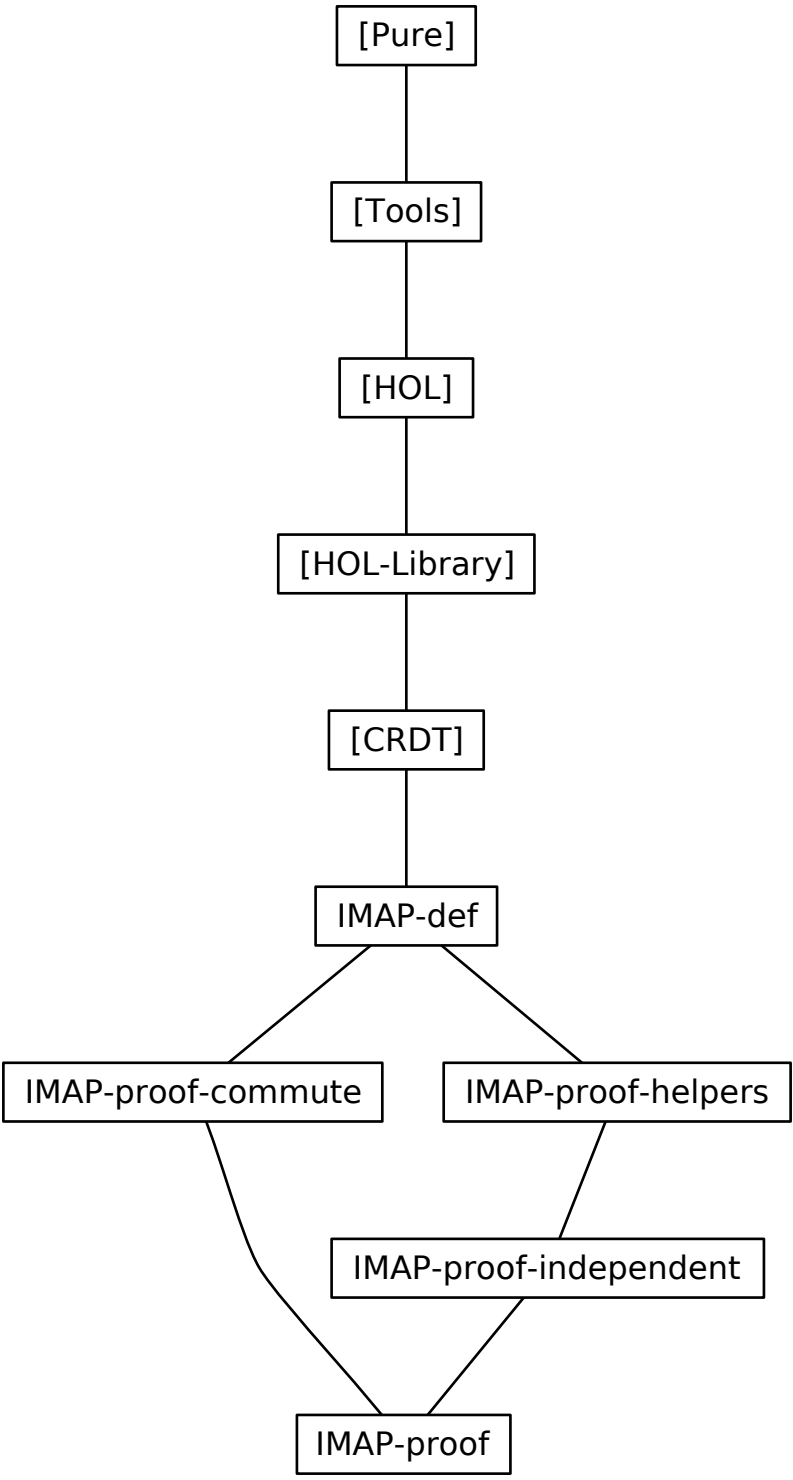 [Pure]
[Tools]
[HOL]
[HOL-Library]
[CRDT]
IMAP-def
IMAP-proof-commute
IMAP-proof-helpers
IMAP-proof-independent
IMAP-proof